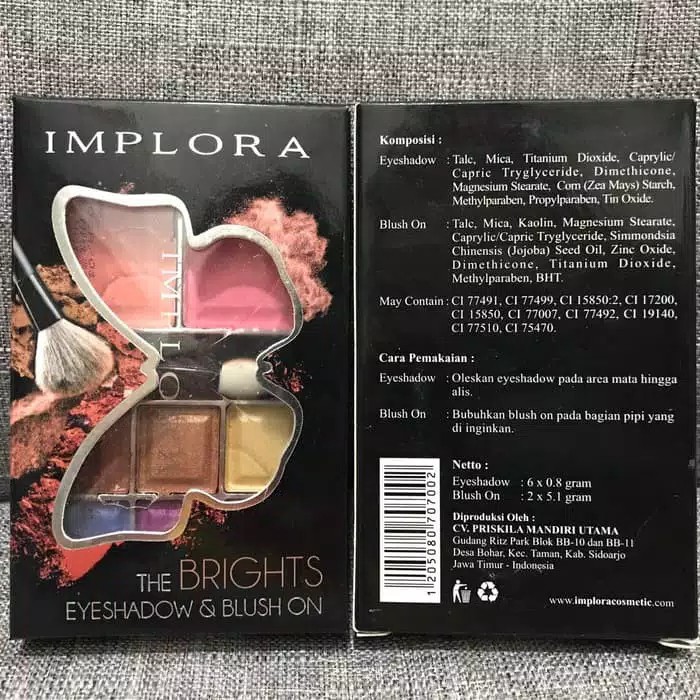 IMPLORA
IMPLO
THE BRIGHTS
EYESHADOW & BLUSH ON
Komposisi :
Eyeshadow : Talc, Mica, Titanium Dioxide, Caprylic/
Capric Tryglyceride, Dimethicone,
Magnesium Stearate, Corn (Zea Mays) Starch,
Methylparaben, Propylparaben, Tin Oxide.
Blush On : Talc, Mica, Kaolin, Magnesium Stearate,
Caprylic/Capric Tryglyceride, Simmondsia
Chinensis (Jojoba) Seed Oil, Zinc Oxide,
Dimethicone, Titanium Dioxide,
Methylparaben, BHT.
May Contain : CI 77491, CI 77499, CI 15850:2, CI 17200,
CI 15850, CI 77007, CI 77492, CI 19140,
CI 77510, CI 75470.
Cara Pemakaian :
Eyeshadow : Oleskan eyeshadow pada area mata hingga
alis.
Blush On : Bubuhkan blush on pada bagian pipi yang
di inginkan.
Netto :
Eyeshadow : 6 x 0.8 gram
Blush On : 2 x 5.1 gram
Diproduksi Oleh :
CV. PRISKILA MANDIRI UTAMA
Gudang Ritz Park Blok BB-10 dan BB-11
Desa Bohar, Kec. Taman, Kab. Sidoarjo
Jawa Timur - Indonesia
1205080707002
www.imploracosmetic.com